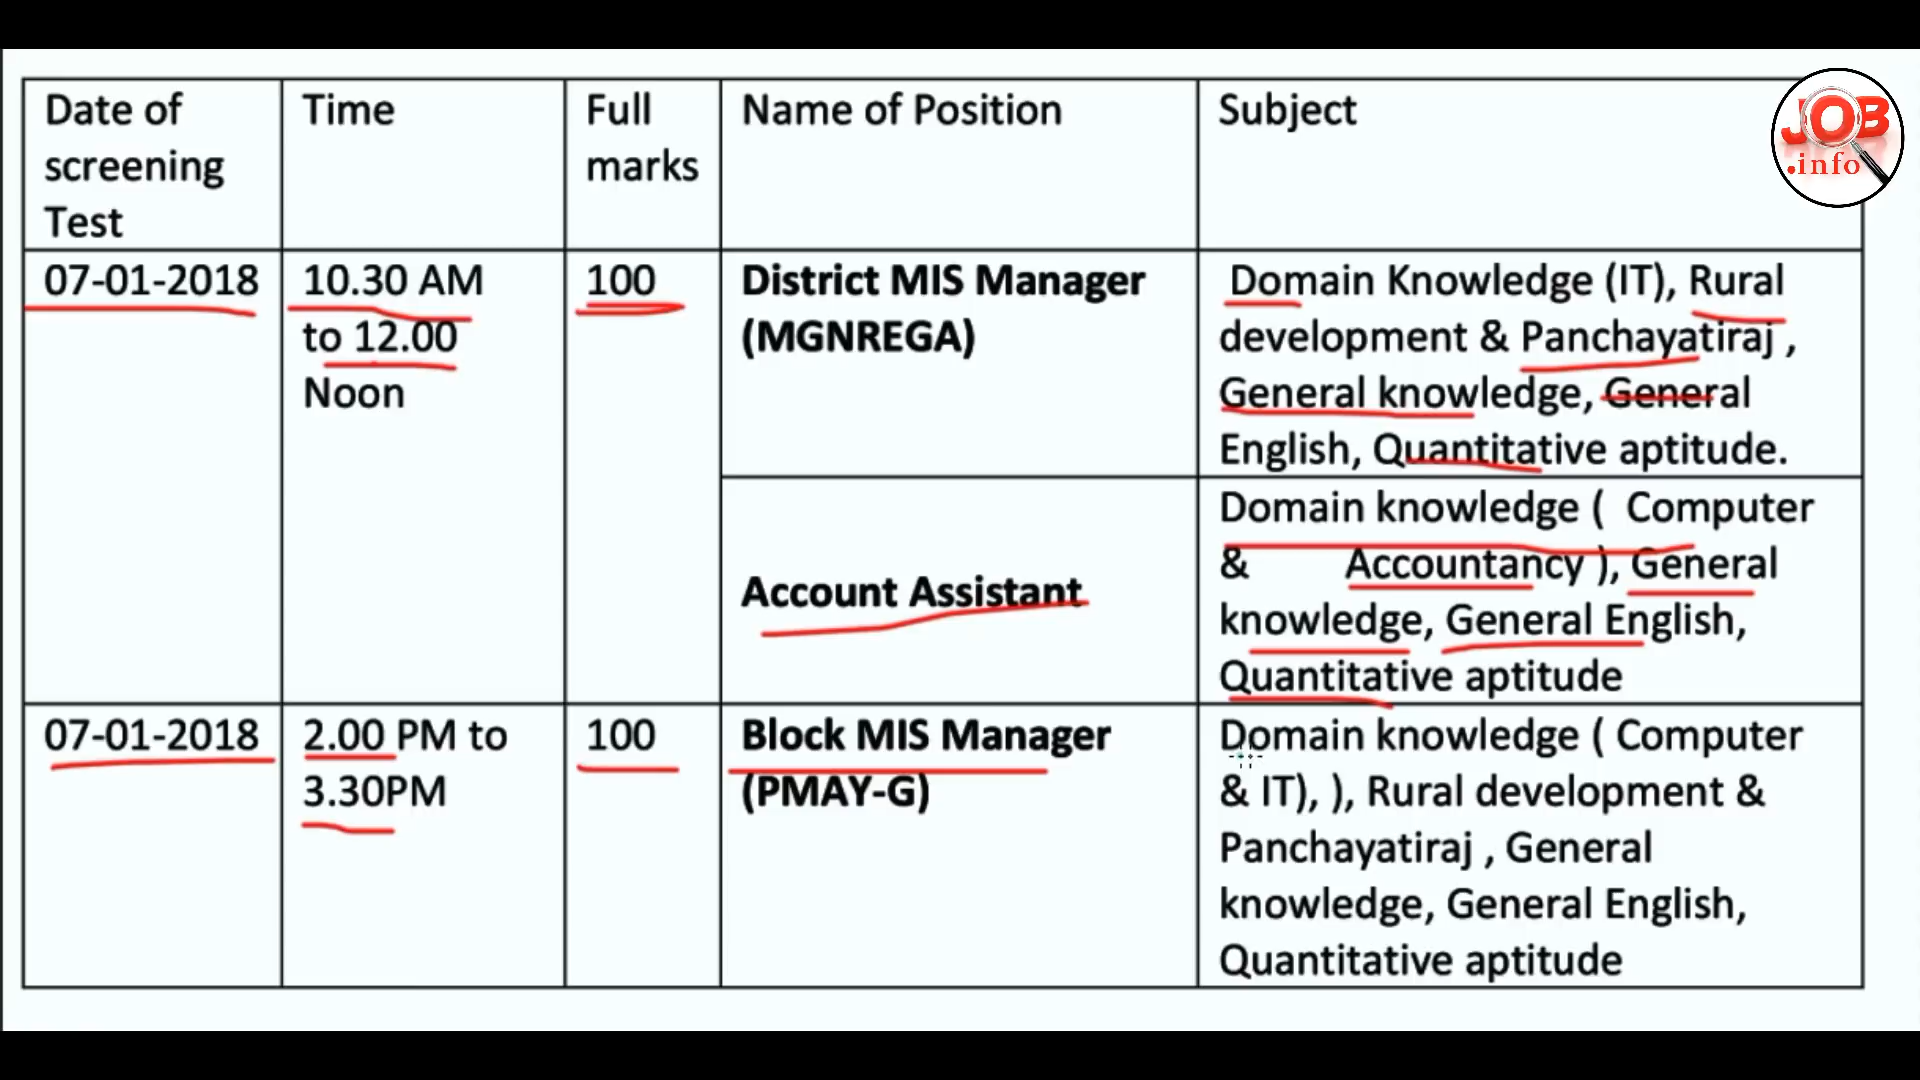 Date of
screening
Test
Time
Full
marks
Name of Position
Subject
JOB
.info
07-01-2018
10.30 AM
to 12.00
Noon
100
District MIS Manager
(MGNREGA)
Domain Knowledge (IT), Rural
development & Panchayatiraj ,
General knowledge, General
English, Quantitative aptitude.
Account Assistant
Domain knowledge ( Computer
& Accountancy ), General
knowledge, General English,
Quantitative aptitude
07-01-2018
2.00 PM to
3.30PM
100
Block MIS Manager
(PMAY-G)
Domain knowledge ( Computer
& IT), ), Rural development &
Panchayatiraj , General
knowledge, General English,
Quantitative aptitude